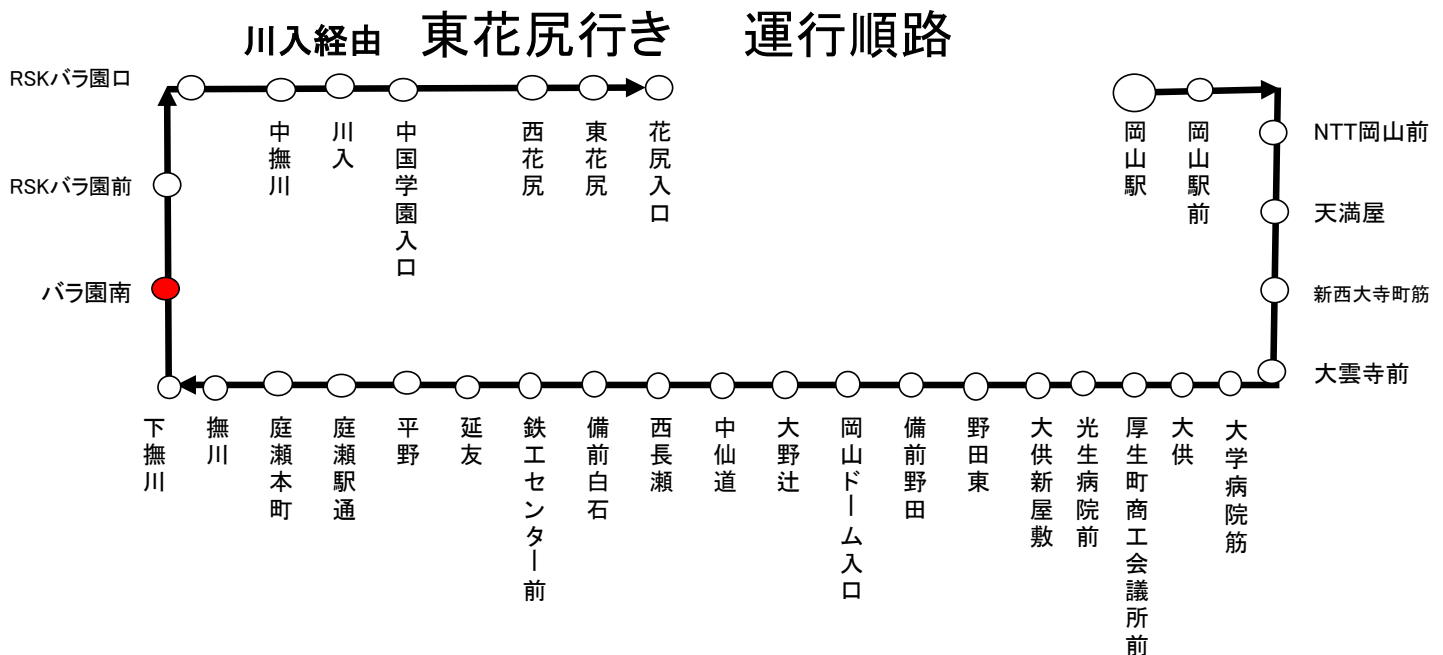 川入経由 東花尻行き 運行順路
RSKバラ園口
中撫川
川入
中国学園入口
西花尻
東花尻
花尻入口
岡山駅
岡山駅前
NTT岡山前
天満屋
新西大寺町筋
大雲寺前
RSKバラ園前
バラ園南
下撫川
撫川
庭瀬本町
庭瀬駅通
平野
延友
鉄工センター前
備前白石
西長瀬
中仙道
大野辻
岡山ドーム入口
備前野田
野田東
大供新屋敷
光生病院前
厚生町商工会議所前
大供
大学病院筋